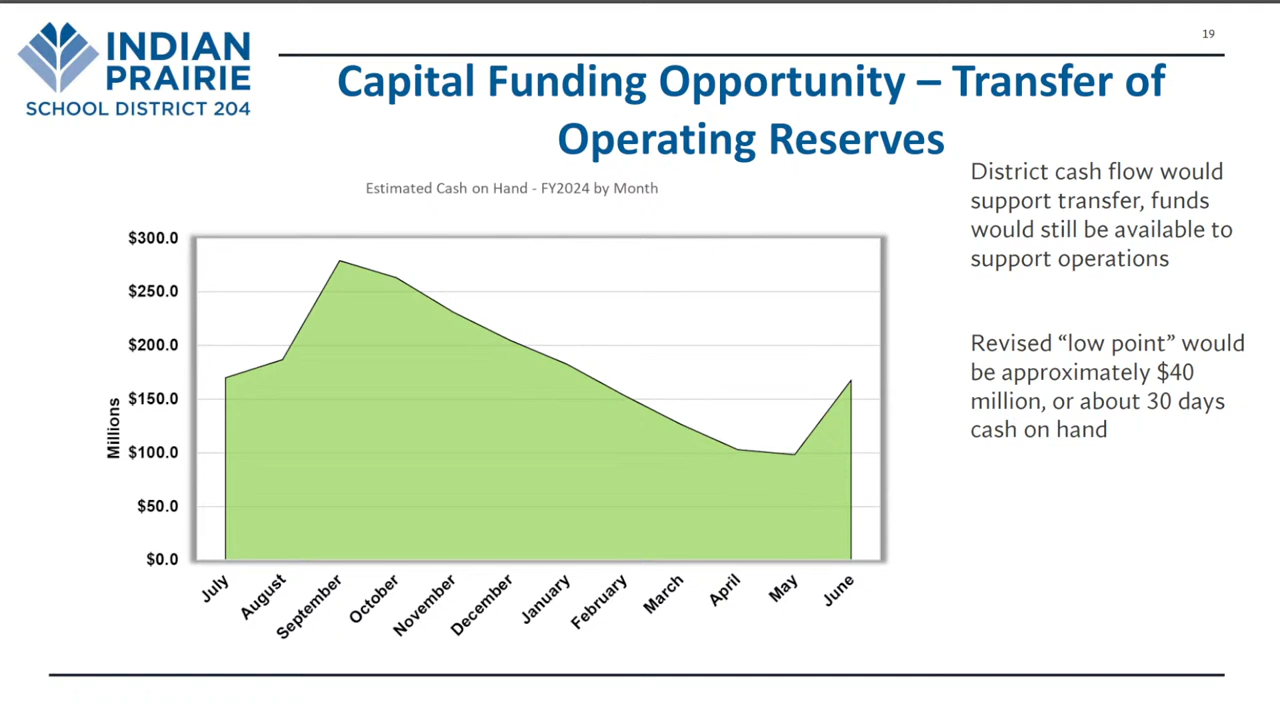 19
INDIAN
PRAIRIE
SCHOOL DISTRICT 204
Capital Funding Opportunity – Transfer of
Operating Reserves
Estimated Cash on Hand - FY2024 by Month
$300.0
$250.0
$200.0
$150.0
$100.0
$50.0
$0.0
Millions
July
August
September
October
November
December
January
February
March
April
May
June
District cash flow would
support transfer, funds
would still be available to
support operations
Revised “low point” would
be approximately $40
million, or about 30 days
cash on hand